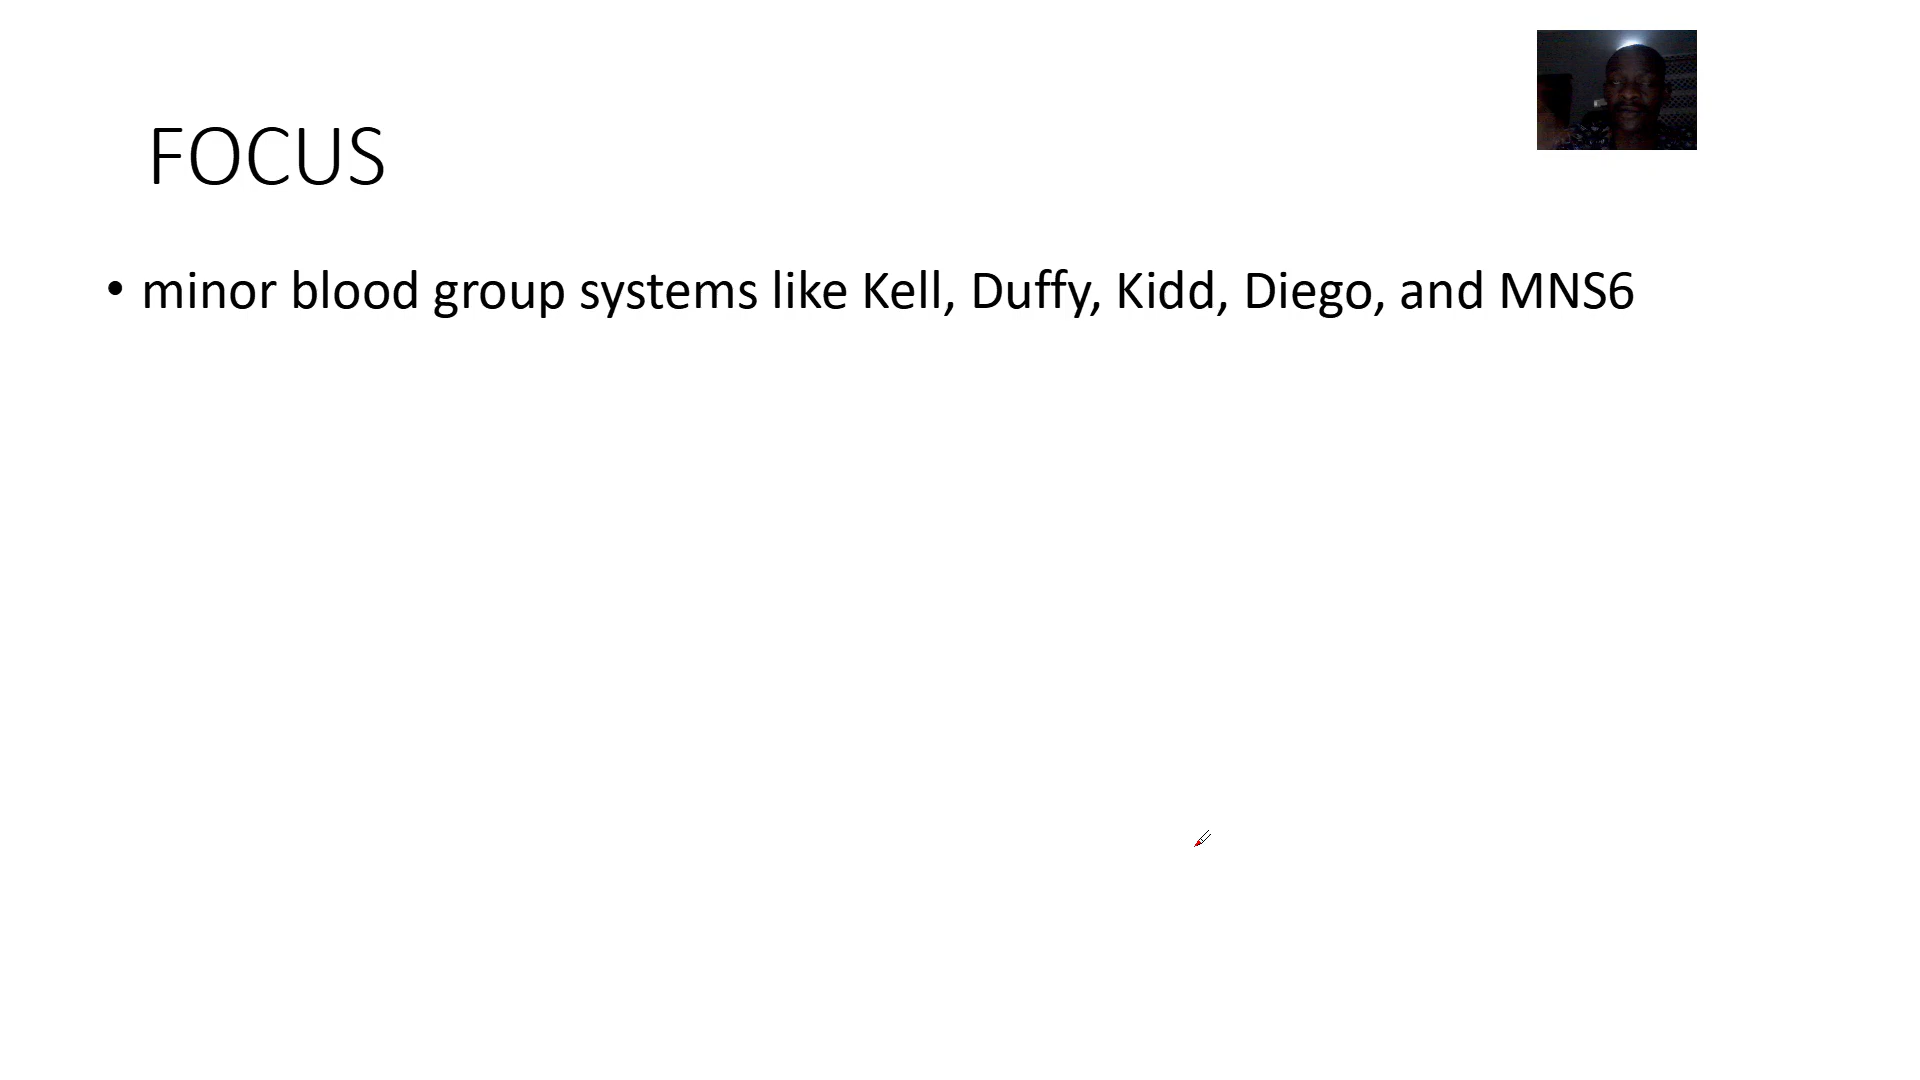 FOCUS
• minor blood group systems like Kell, Duffy, Kidd, Diego, and MNS6